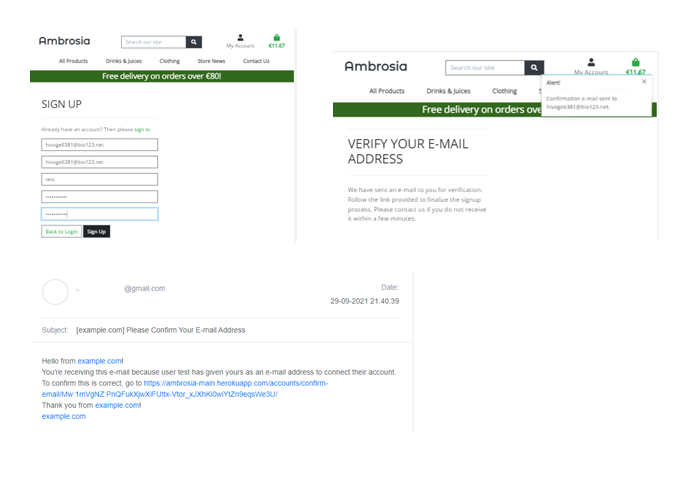 Ambrosia
Search our site
My Account
€11.67
All Products Drinks & Juices Clothing Store News Contact Us
Free delivery on orders over €80!
SIGN UP
Already have an account? Then please sign in.
hivoge6381@bio123.net
hivoge6381@bio123.net
Back to Login Sign Up
Ambrosia
Search our site
My Account
€11.67
All Products Drinks & Juices Clothing S
Free delivery on orders over
Alert! ×
Confirmation e-mail sent to
hivoge6381@bio123.net.
VERIFY YOUR E-MAIL
ADDRESS
We have sent an e-mail to you for verification.
Follow the link provided to finalize the signup
process. Please contact us if you do not receive
it within a few minutes.
@gmail.com
Date:
29-09-2021 21:40:39
Subject: [example.com] Please Confirm Your E-mail Address
Hello from example.com!
You're receiving this e-mail because user test has given yours as an e-mail address to connect their account.
To confirm this is correct, go to https://ambrosia-main.herokuapp.com/accounts/confirm-
email/Mw:1mVgNZ:PnQFukXjwXiFUttx-Vtor_xJXhKi0wiYtZn9eqsWe3U/
Thank you from example.com!
example.com